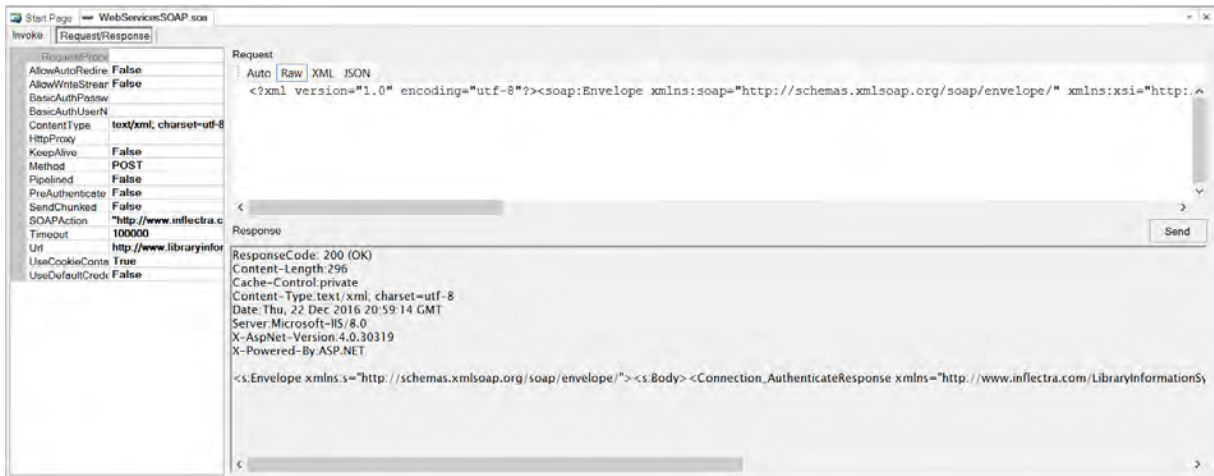 Start Page WebServicesSOAP.soa
Invoke Request/Response
AllowAutoRedire False
AllowWriteStrear False
BasicAuthPassw
BasicAuthUserN
ContentType text/xml; charset=utf-8
HttpProxy
KeepAlive False
Method POST
Pipelined False
PreAuthenticate False
SendChunked False
SOAPAction "http://www.inflectra.c
Timeout 100000
Url http://www.libraryinfor
UseCookieConta True
UseDefaultCrede False
Request
Auto Raw XML JSON
<?xml version="1.0" encoding="utf-8"?><soap:Envelope xmlns:soap="http://schemas.xmlsoap.org/soap/envelope/" xmlns:xsi="http:
Response Send
ResponseCode: 200 (OK)
Content-Length:296
Cache-Control:private
Content-Type:text/xml; charset=utf-8
Date:Thu, 22 Dec 2016 20:59:14 GMT
Server:Microsoft-IIS/8.0
X-AspNet-Version:4.0.30319
X-Powered-By:ASP.NET
<s:Envelope xmlns:s="http://schemas.xmlsoap.org/soap/envelope/"><s:Body><Connection_AuthenticateResponse xmlns="http://www.inflectra.com/LibraryInformationSy